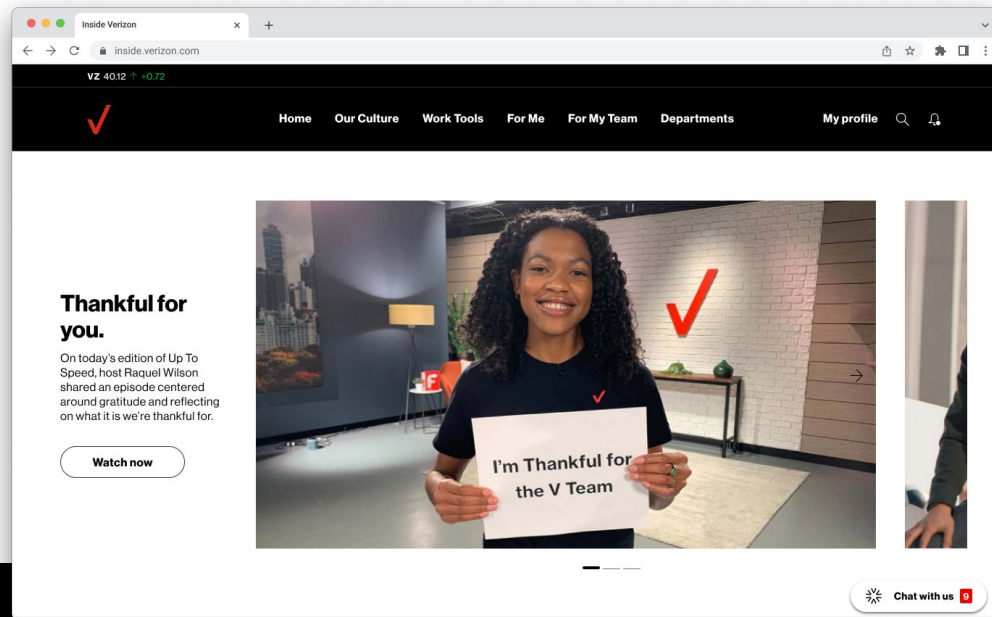 Inside Verizon
inside.verizon.com
VZ 40.12 ↑ +0.72
Home Our Culture Work Tools For Me For My Team Departments My profile
Thankful for
you.
On today's edition of Up To
Speed, host Raquel Wilson
shared an episode centered
around gratitude and reflecting
on what it is we're thankful for.
Watch now
F
I'm Thankful for
the V Team
Chat with us 9